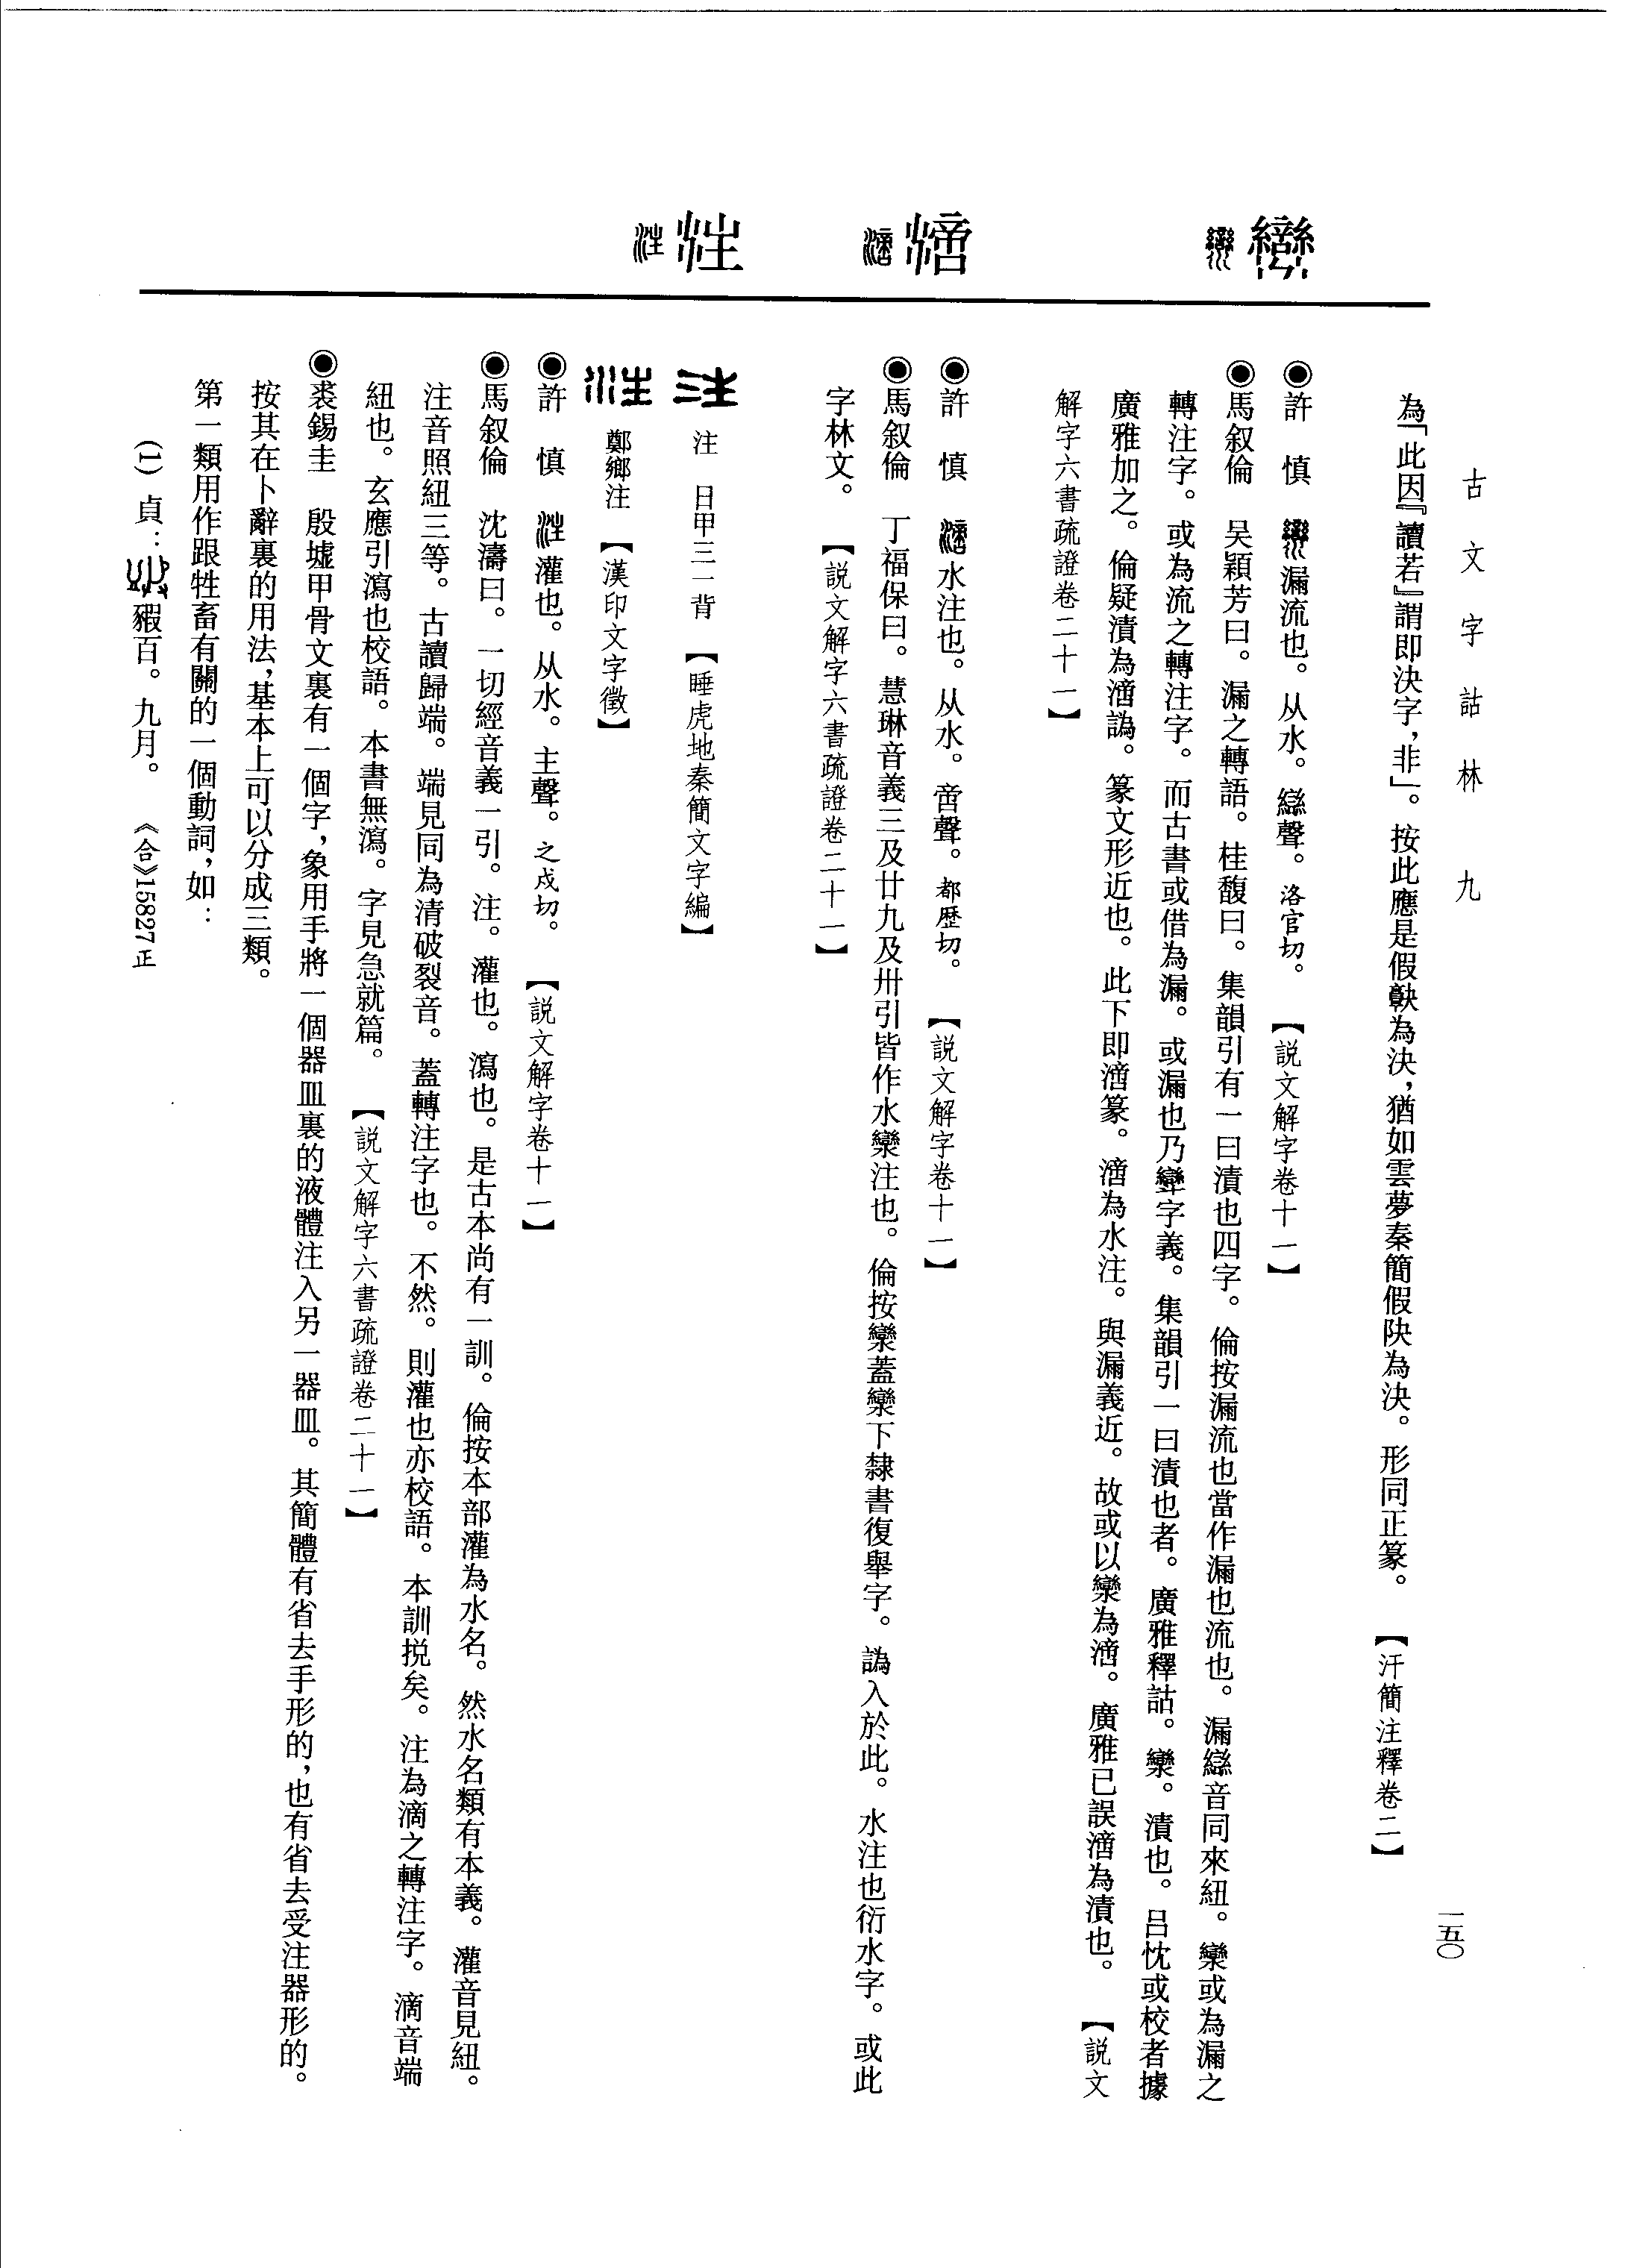 古文字詁林 九
一五〇
為「此因『讀若』謂即決字，非」。按此應是假䦼為決，猶如雲夢秦簡假陕為決。形同正篆。 【汗簡注釋卷二】
灓
●許 慎 灓漏流也。从水。䜌聲。洛官切。 【説文解字卷十一】
●馬叙倫 吴穎芳曰。漏之轉語。桂馥曰。集韻引有一曰漬也四字。倫按漏流也當作漏也流也。漏䜌音同來紐。灓或為漏之
轉注字。或為流之轉注字。而古書或借為漏。或漏也乃㡩字義。集韻引一曰漬也者。廣雅釋詁。灓。漬也。吕忱或校者據
廣雅加之。倫疑漬為渧譌。篆文形近也。此下即滴篆。滴為水注。與漏義近。故或以灓為滴。廣雅已誤滴為漬也。 【説文
解字六書疏證卷二十一】
滴
●許 慎 滴水注也。从水。啻聲。都歷切。 【説文解字卷十一】
●馬叙倫 丁福保曰。慧琳音義三及廿九及卅引皆作水灓注也。倫按灓蓋灓下隸書復舉字。譌入於此。水注也衍水字。或此
字林文。 【説文解字六書疏證卷二十一】
注
注 日甲三一背 【睡虎地秦簡文字編】
鄭鄉注 【漢印文字徵】
●許 慎 注灌也。从水。主聲。之戍切。 【説文解字卷十一】
●馬叙倫 沈濤曰。一切經音義一引。注。灌也。瀉也。是古本尚有一訓。倫按本部灌為水名。然水名類有本義。灌音見紐。
注音照紐三等。古讀歸端。端見同為清破裂音。蓋轉注字也。不然。則灌也亦校語。本訓捝矣。注為滴之轉注字。滴音端
紐也。玄應引瀉也校語。本書無瀉。字見急就篇。 【説文解字六書疏證卷二十一】
●裘錫圭 殷墟甲骨文裏有一個字，象用手將一個器皿裏的液體注入另一器皿。其簡體有省去手形的，也有省去受注器形的。
按其在卜辭裏的用法，基本上可以分成三類。
第一類用作跟牲畜有關的一個動詞，如：
(1) 貞：豭百。九月。 《合》15827正